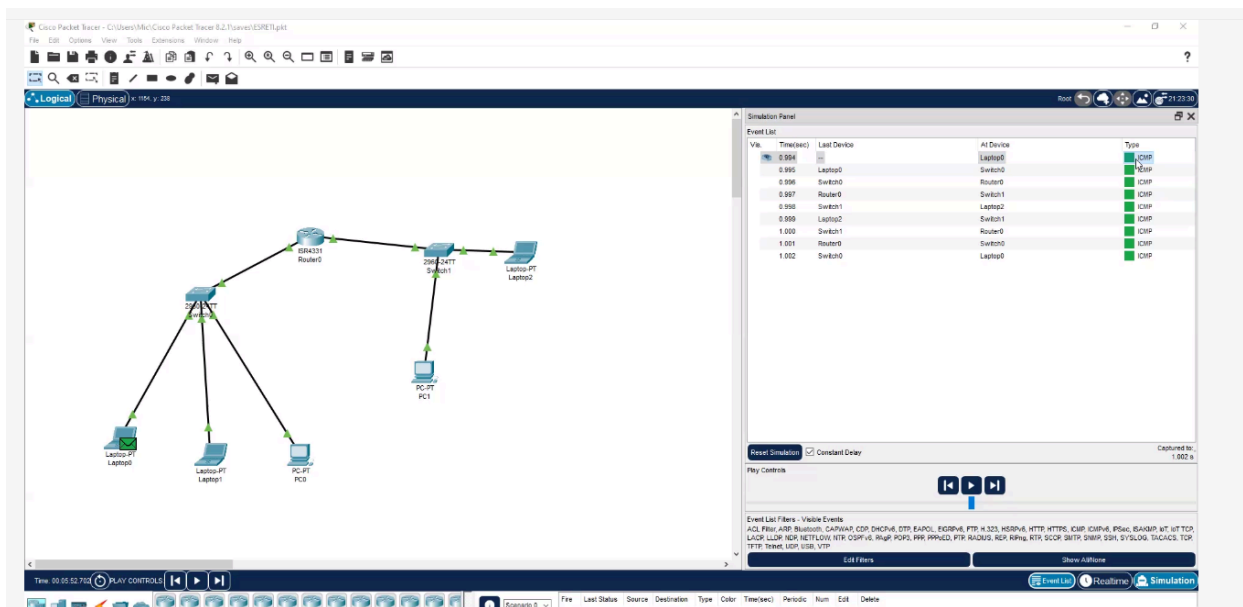 Cisco Packet Tracer - C:\Users\Mic\Cisco Packet Tracer 8.2.1\saves\ESRETI.pkt
File Edit Options View Tools Extensions Window Help
?
Logical Physical x: 1164, y: 238 Root 21:23:30
Simulation Panel
Event List
Vis. Time(sec) Last Device At Device Type
0.994 -- Laptop0 ICMP
0.995 Laptop0 Switch0 ICMP
0.996 Switch0 Router0 ICMP
0.997 Router0 Switch1 ICMP
0.998 Switch1 Laptop2 ICMP
0.999 Laptop2 Switch1 ICMP
1.000 Switch1 Router0 ICMP
1.001 Router0 Switch0 ICMP
1.002 Switch0 Laptop0 ICMP
ISR4331
Router0
2960-24TT
Switch1
Laptop-PT
Laptop2
2960-24TT
Switch0
PC-PT
PC1
Laptop-PT
Laptop0
Laptop-PT
Laptop1
PC-PT
PC0
Reset Simulation Constant Delay Captured to:
1.002 s
Play Controls
Event List Filters - Visible Events
ACL Filter, ARP, Bluetooth, CAPWAP, CDP, DHCPv6, DTP, EAPOL, EIGRPv6, FTP, H.323, HSRPv6, HTTP, HTTPS, ICMP, ICMPv6, IPSec, ISAKMP, IoT, IoT TCP,
LACP, LLDP, NDP, NETFLOW, NTP, OSPFv6, PAgP, POP3, PPP, PPPoED, PTP, RADIUS, REP, RIPng, RTP, SCCP, SMTP, SNMP, SSH, SYSLOG, TACACS, TCP,
TFTP, Telnet, UDP, USB, VTP
Edit Filters Show All/None
Time: 00:05:52.702 PLAY CONTROLS Event List Realtime Simulation
Scenario 0 Fire Last Status Source Destination Type Color Time(sec) Periodic Num Edit Delete